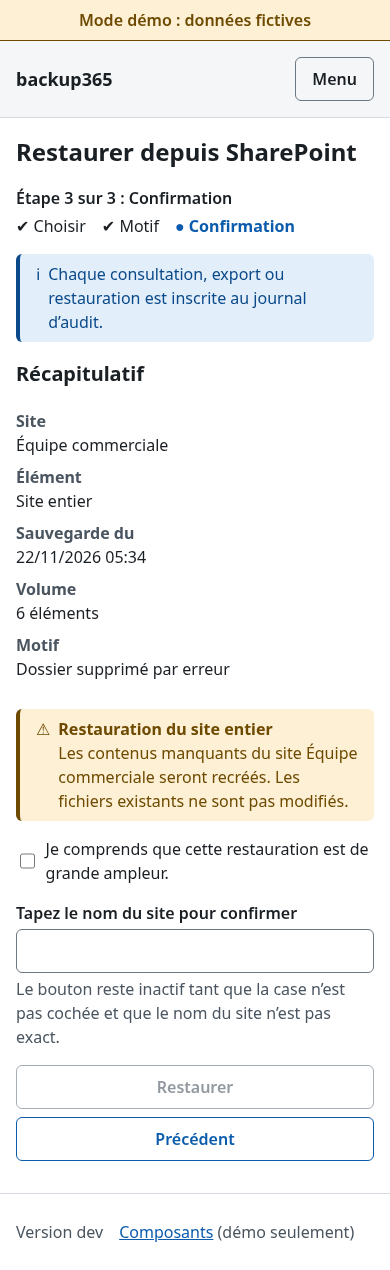 Mode démo : données fictives
backup365
Menu
Restaurer depuis SharePoint
Étape 3 sur 3 : Confirmation
✔ Choisir ✔ Motif ● Confirmation
i Chaque consultation, export ou
restauration est inscrite au journal
d’audit.
Récapitulatif
Site
Équipe commerciale
Élément
Site entier
Sauvegarde du
22/11/2026 05:34
Volume
6 éléments
Motif
Dossier supprimé par erreur
⚠ Restauration du site entier
Les contenus manquants du site Équipe
commerciale seront recréés. Les
fichiers existants ne sont pas modifiés.
Je comprends que cette restauration est de
grande ampleur.
Tapez le nom du site pour confirmer
Le bouton reste inactif tant que la case n’est
pas cochée et que le nom du site n’est pas
exact.
Restaurer
Précédent
Version dev Composants (démo seulement)